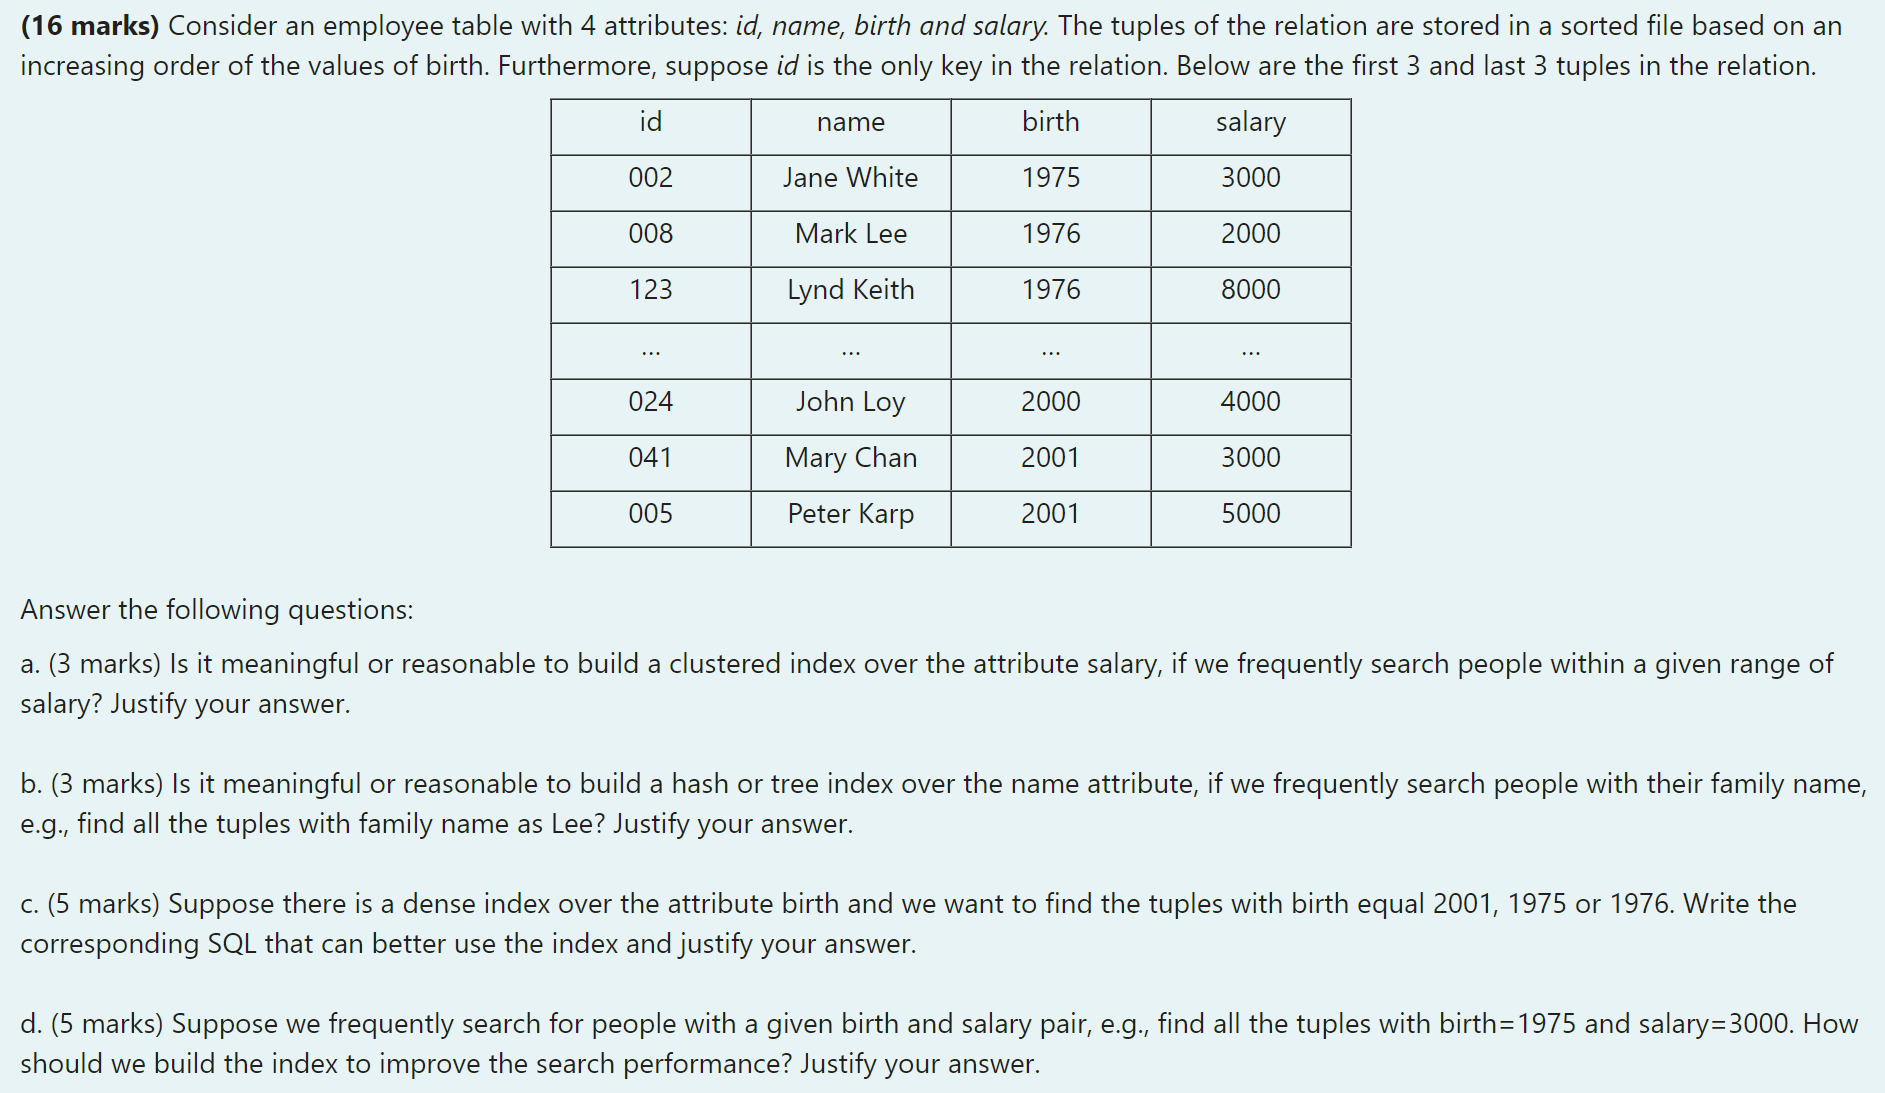 (16 marks) Consider an employee table with 4 attributes: id, name, birth and salary. The tuples of the relation are stored in a sorted file based on an
increasing order of the values of birth. Furthermore, suppose id is the only key in the relation. Below are the first 3 and last 3 tuples in the relation.
id name birth salary
002 Jane White 1975 3000
008 Mark Lee 1976 2000
123 Lynd Keith 1976 8000
... ... ... ...
024 John Loy 2000 4000
041 Mary Chan 2001 3000
005 Peter Karp 2001 5000
Answer the following questions:
a. (3 marks) Is it meaningful or reasonable to build a clustered index over the attribute salary, if we frequently search people within a given range of
salary? Justify your answer.
b. (3 marks) Is it meaningful or reasonable to build a hash or tree index over the name attribute, if we frequently search people with their family name,
e.g., find all the tuples with family name as Lee? Justify your answer.
c. (5 marks) Suppose there is a dense index over the attribute birth and we want to find the tuples with birth equal 2001, 1975 or 1976. Write the
corresponding SQL that can better use the index and justify your answer.
d. (5 marks) Suppose we frequently search for people with a given birth and salary pair, e.g., find all the tuples with birth=1975 and salary=3000. How
should we build the index to improve the search performance? Justify your answer.